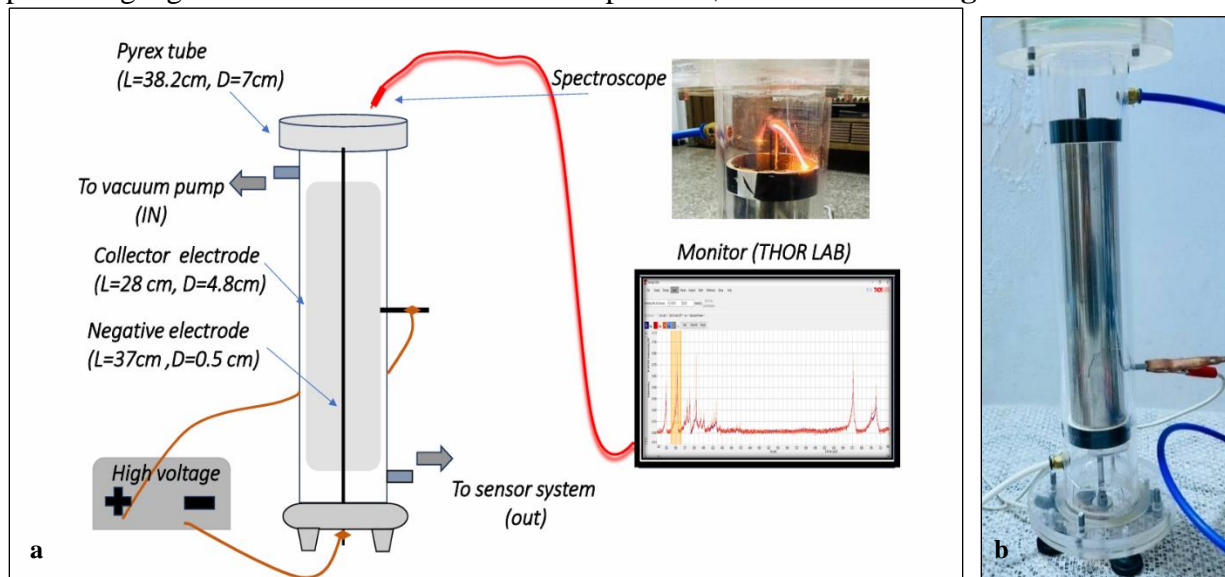 Pyrex tube
(L=38.2cm, D=7cm)
Spectroscope
To vacuum pump
(IN)
Collector electrode
(L=28 cm, D=4.8cm)
Negative electrode
(L=37cm ,D=0.5 cm)
Monitor (THOR LAB)
High voltage
+ -
To sensor system
(out)
a
b